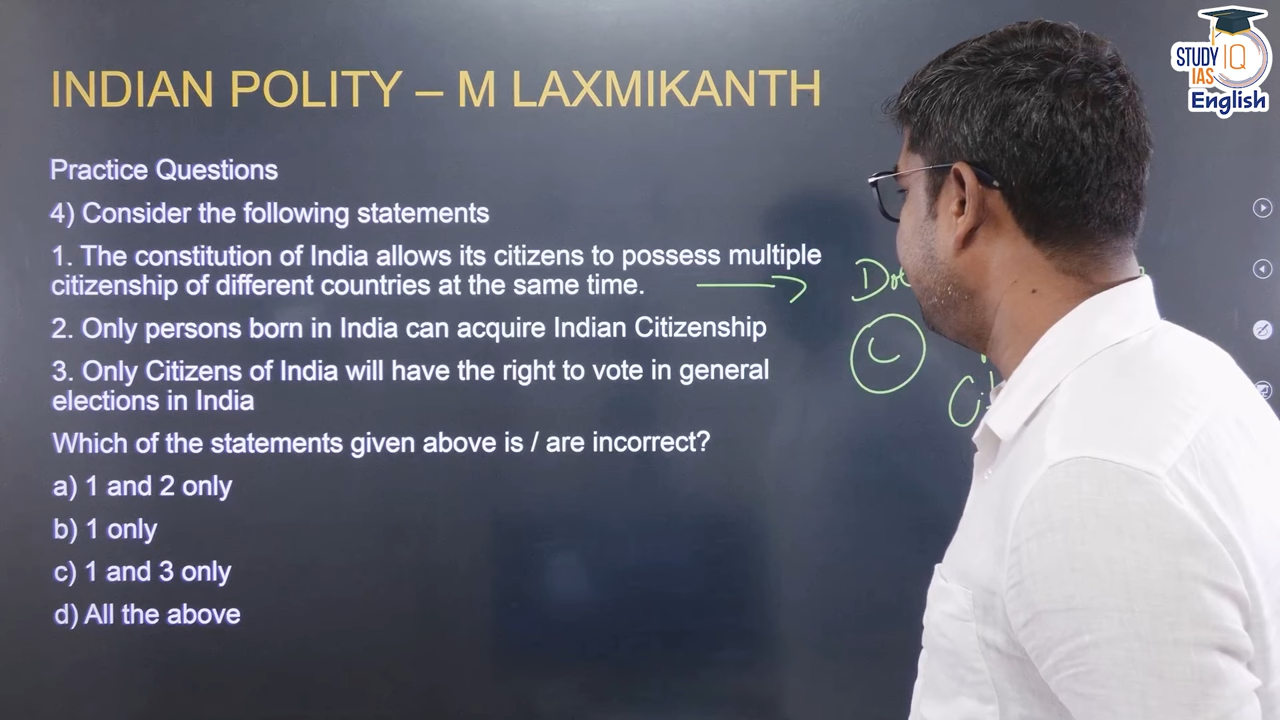 INDIAN POLITY – M LAXMIKANTH
STUDY IQ
IAS
English
Practice Questions
4) Consider the following statements
1. The constitution of India allows its citizens to possess multiple
citizenship of different countries at the same time.
2. Only persons born in India can acquire Indian Citizenship
3. Only Citizens of India will have the right to vote in general
elections in India
Which of the statements given above is / are incorrect?
a) 1 and 2 only
b) 1 only
c) 1 and 3 only
d) All the above